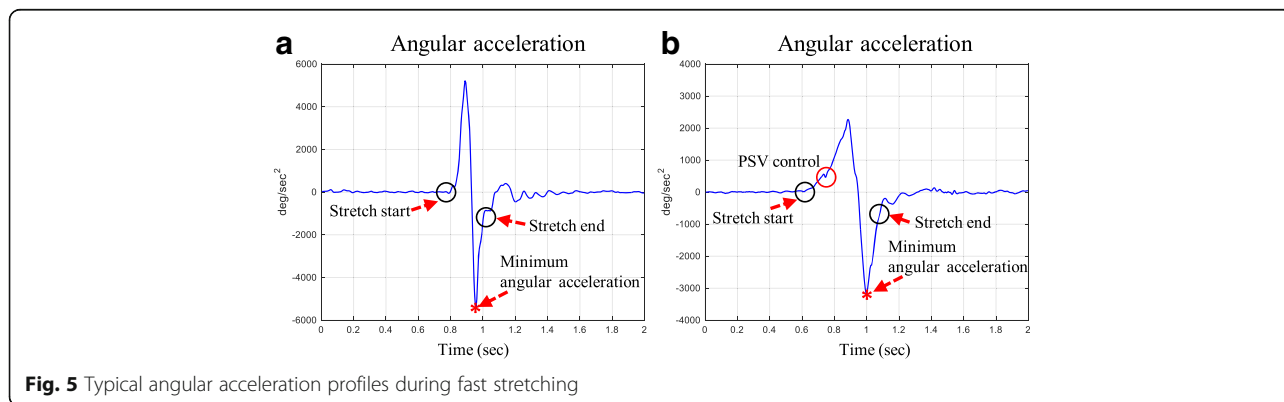 a
Angular acceleration
6000
4000
2000
0
-2000
-4000
-6000
deg/sec²
Stretch start
Stretch end
Minimum
angular acceleration
0 0.2 0.4 0.6 0.8 1 1.2 1.4 1.6 1.8 2
Time (sec)
b
Angular acceleration
4000
3000
2000
1000
0
-1000
-2000
-3000
-4000
deg/sec²
PSV control
Stretch start
Stretch end
Minimum
angular acceleration
0 0.2 0.4 0.6 0.8 1 1.2 1.4 1.6 1.8 2
Time (sec)
Fig. 5 Typical angular acceleration profiles during fast stretching